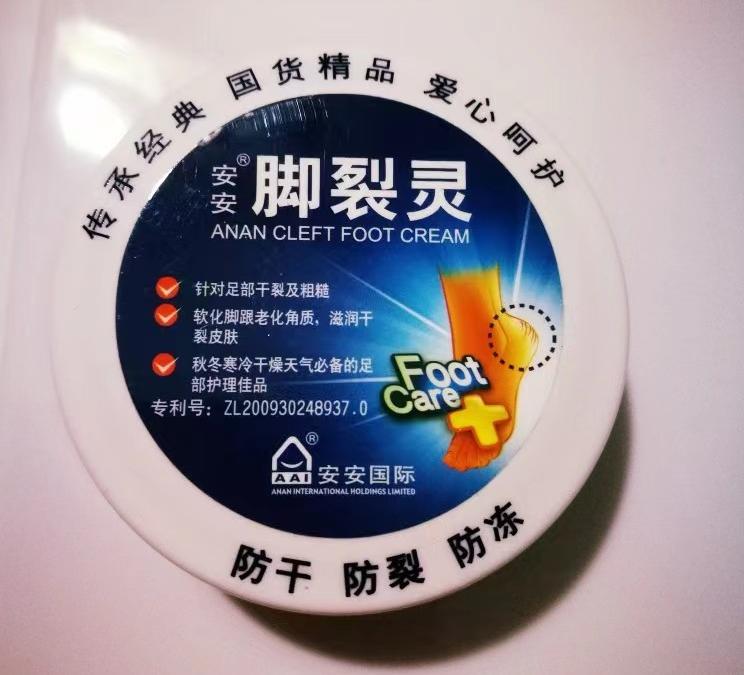 传承经典 国货精品 爱心呵护
安安® 脚裂灵
ANAN CLEFT FOOT CREAM
针对足部干裂及粗糙
软化脚跟老化角质,滋润干
裂皮肤
秋冬寒冷干燥天气必备的足
部护理佳品
专利号:ZL200930248937.0
Foot
Care
AAI® 安安国际
ANAN INTERNATIONAL HOLDINGS LIMITED
防干 防裂 防冻